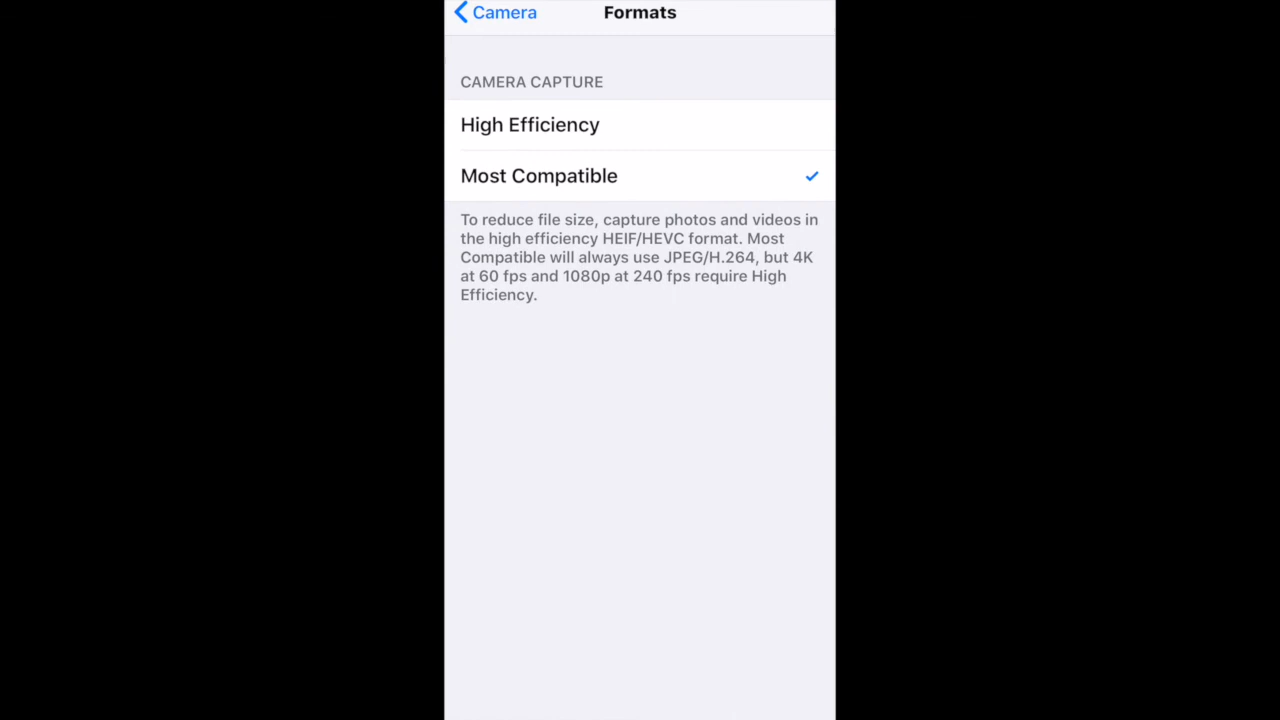 Camera
Formats
CAMERA CAPTURE
High Efficiency
Most Compatible
To reduce file size, capture photos and videos in
the high efficiency HEIF/HEVC format. Most
Compatible will always use JPEG/H.264, but 4K
at 60 fps and 1080p at 240 fps require High
Efficiency.